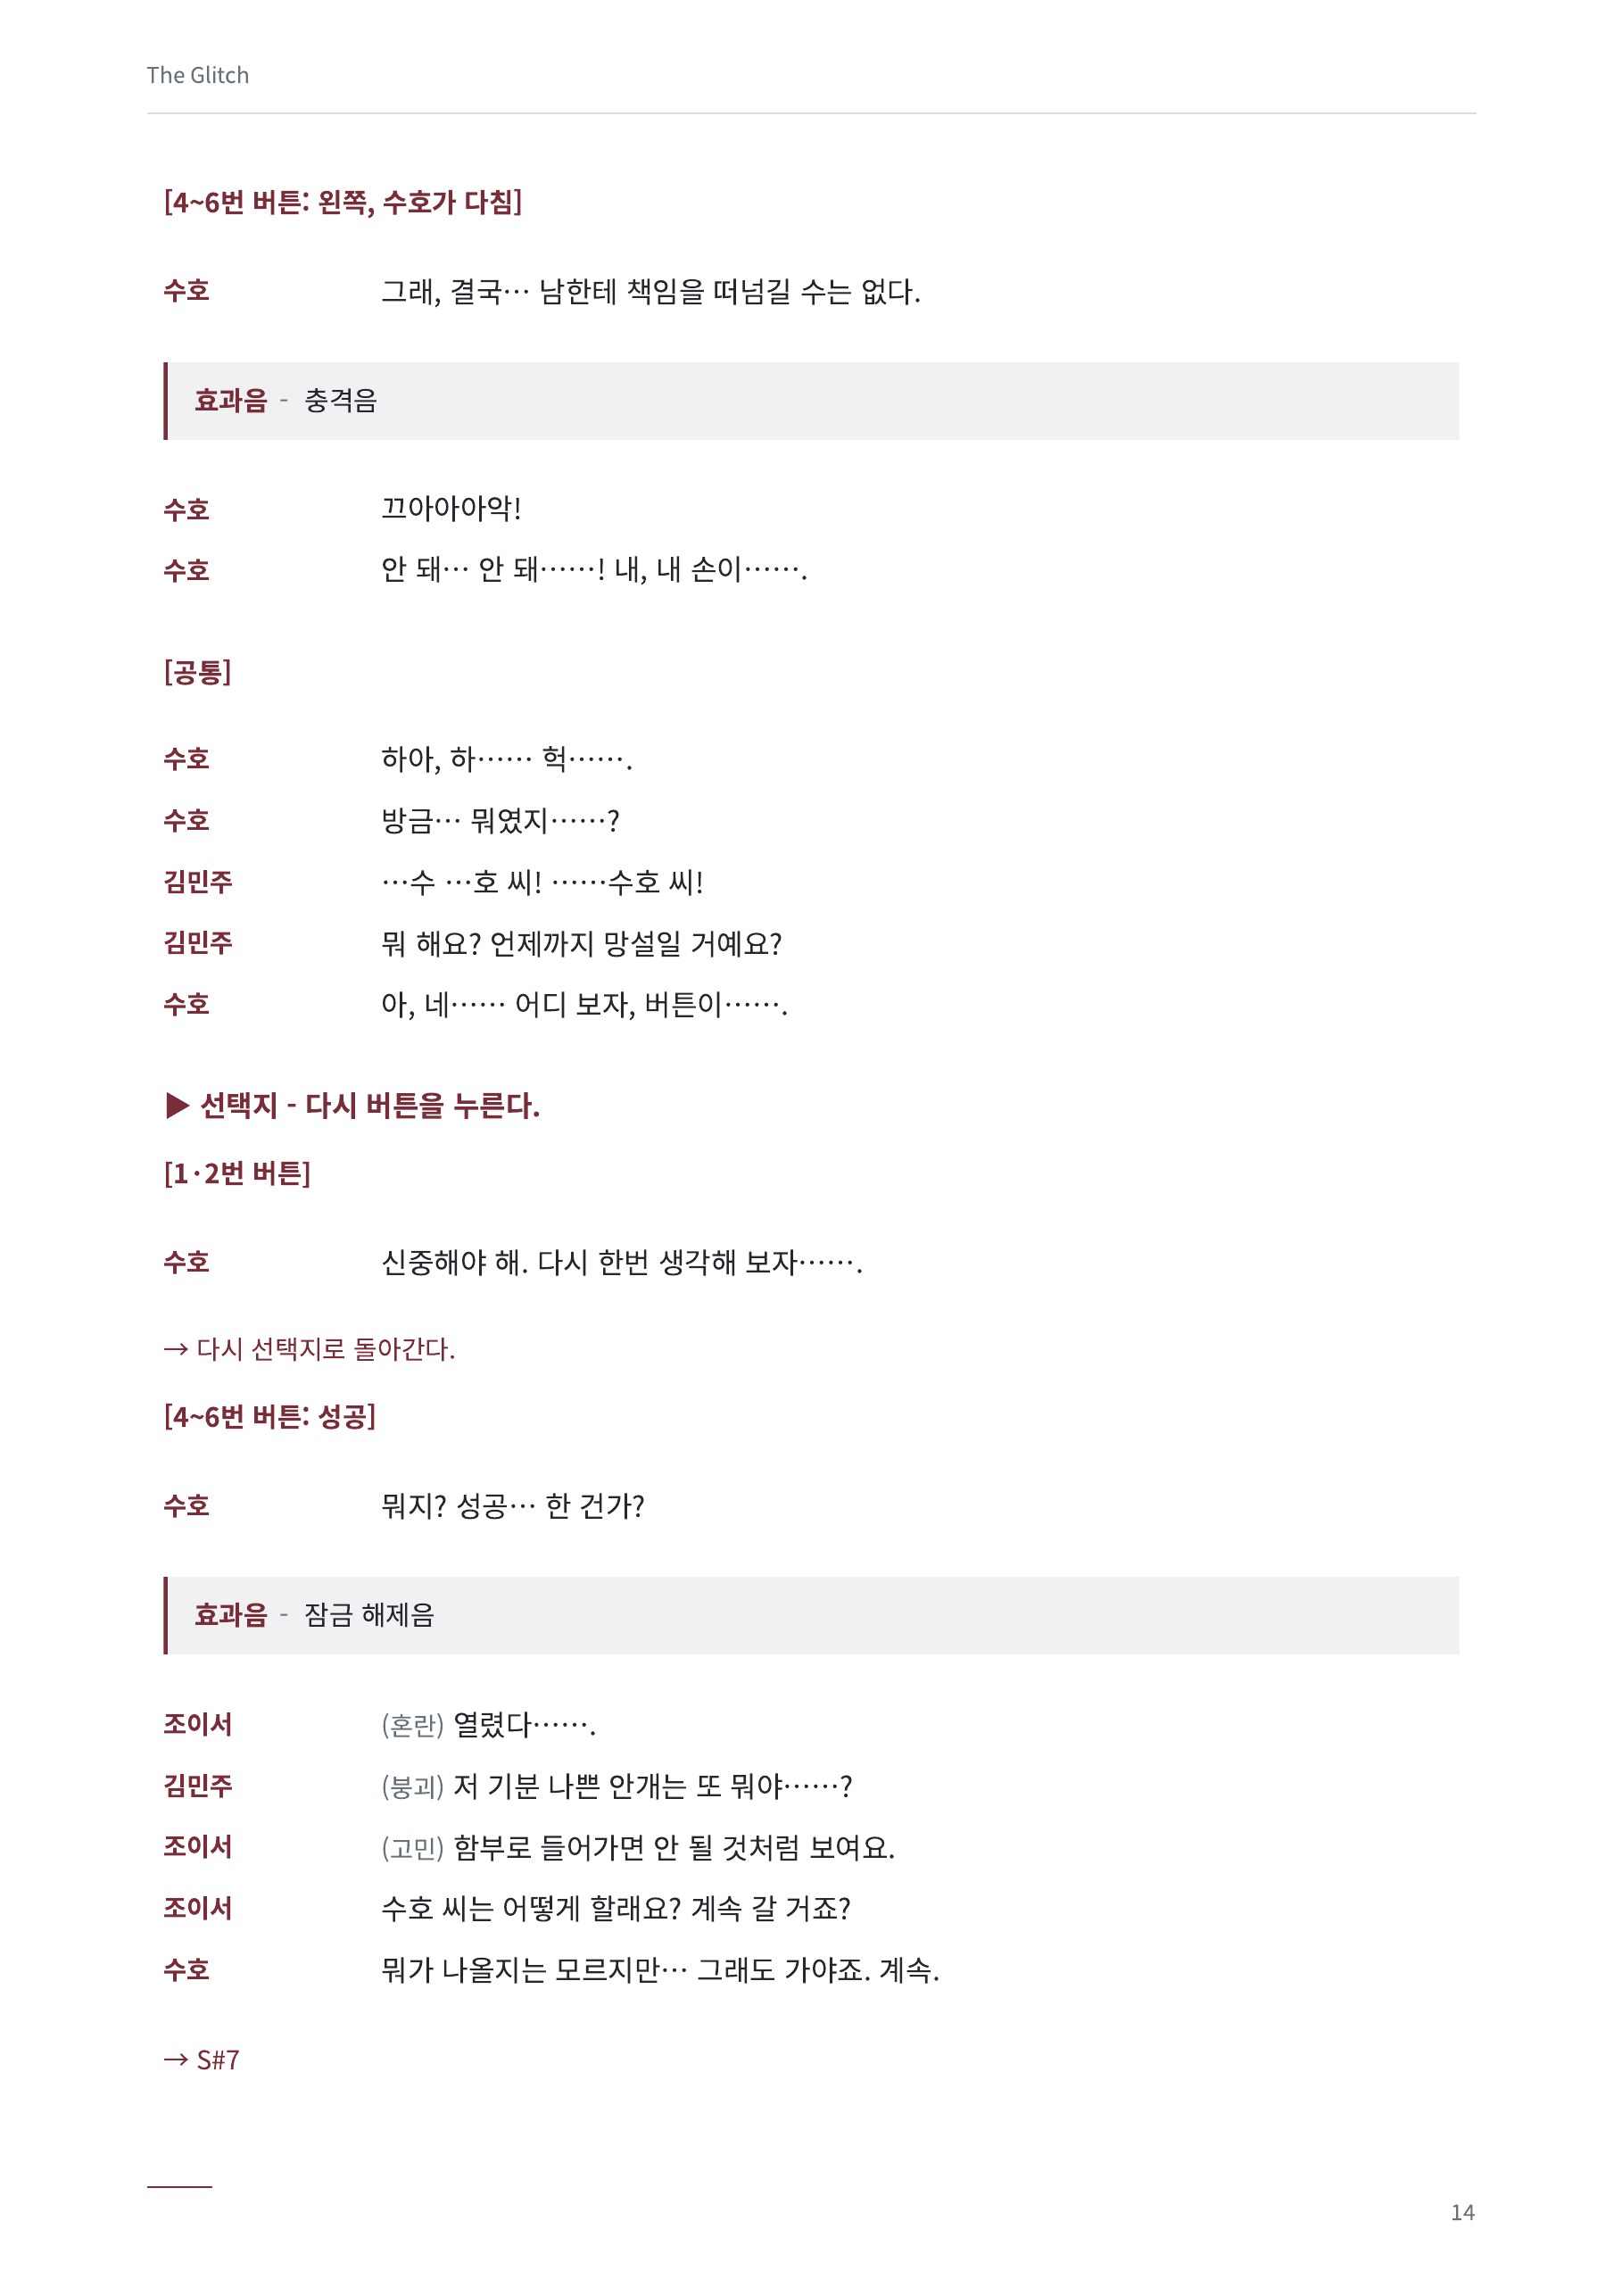 The Glitch
[4~6번 버튼: 왼쪽, 수호가 다침]
수호 그래, 결국⋯ 남한테 책임을 떠넘길 수는 없다.
효과음 - 충격음
수호 끄아아아악!
수호 안 돼⋯ 안 돼⋯⋯! 내, 내 손이⋯⋯.
[공통]
수호 하아, 하⋯⋯ 헉⋯⋯.
수호 방금⋯ 뭐였지⋯⋯?
김민주 ⋯수 ⋯호 씨! ⋯⋯수호 씨!
김민주 뭐 해요? 언제까지 망설일 거예요?
수호 아, 네⋯⋯ 어디 보자, 버튼이⋯⋯.
▶ 선택지 - 다시 버튼을 누른다.
[1·2번 버튼]
수호 신중해야 해. 다시 한번 생각해 보자⋯⋯.
→ 다시 선택지로 돌아간다.
[4~6번 버튼: 성공]
수호 뭐지? 성공⋯ 한 건가?
효과음 - 잠금 해제음
조이서 (혼란) 열렸다⋯⋯.
김민주 (붕괴) 저 기분 나쁜 안개는 또 뭐야⋯⋯?
조이서 (고민) 함부로 들어가면 안 될 것처럼 보여요.
조이서 수호 씨는 어떻게 할래요? 계속 갈 거죠?
수호 뭐가 나올지는 모르지만⋯ 그래도 가야죠. 계속.
→ S#7
14